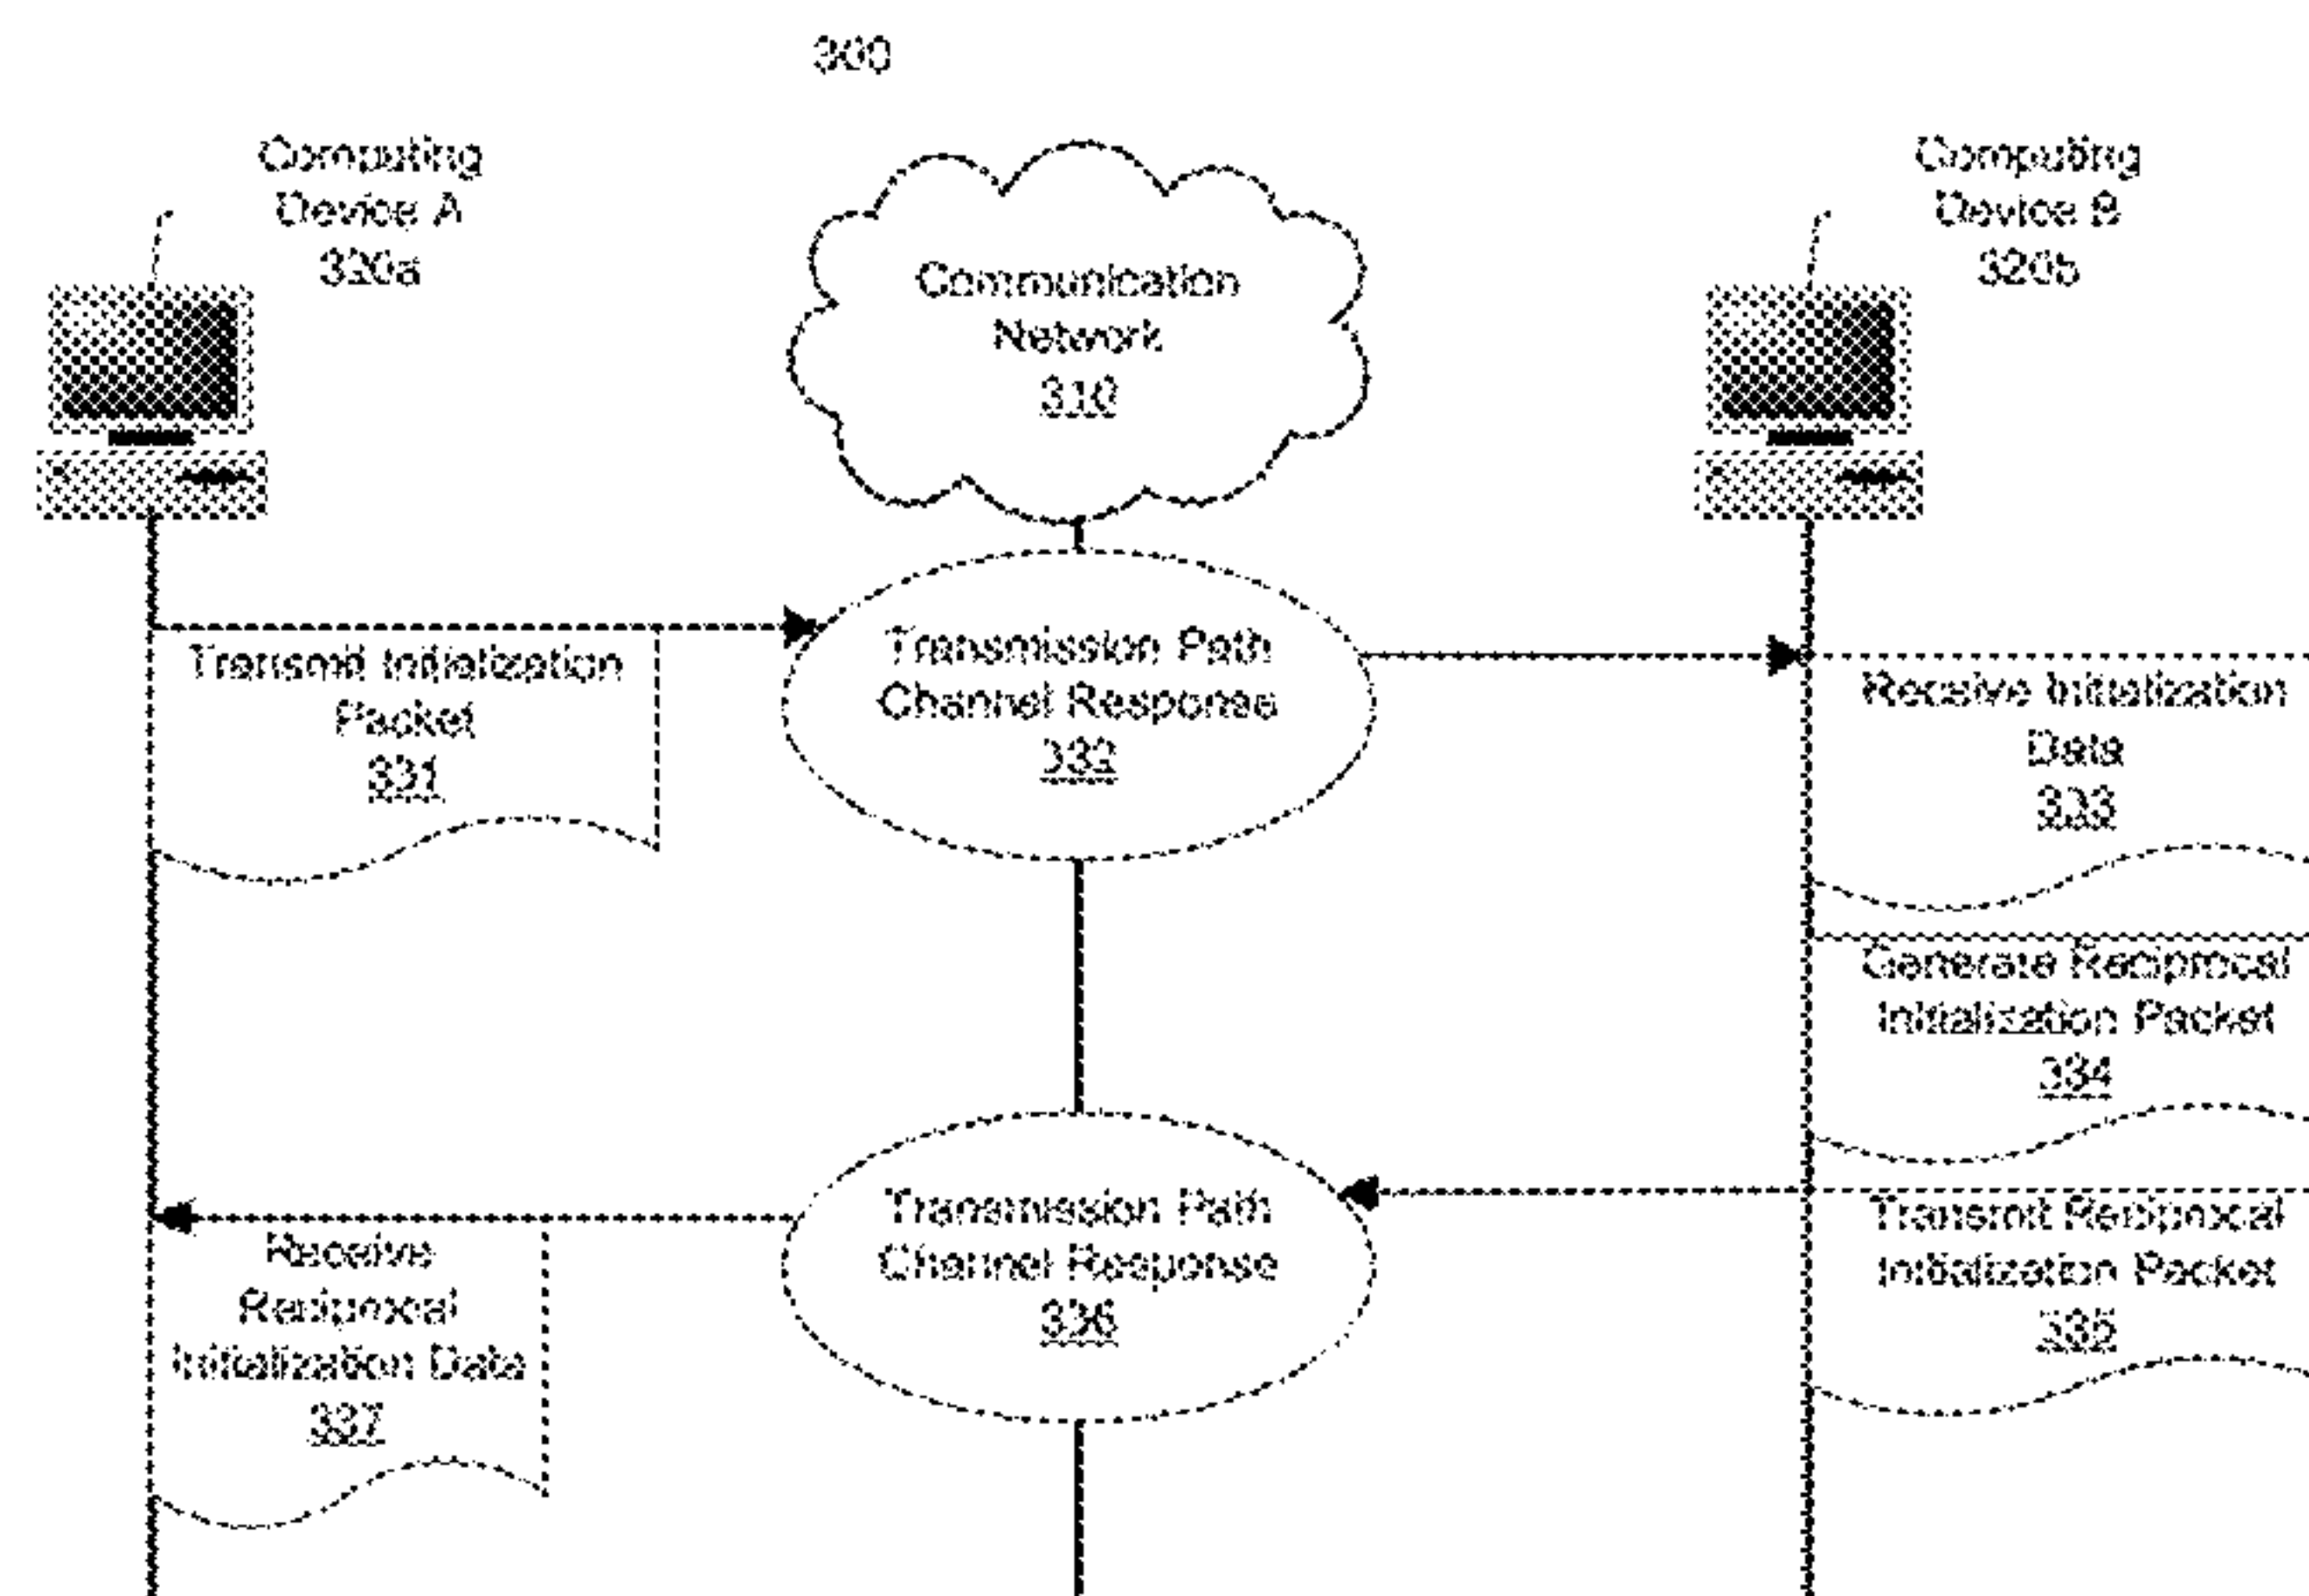 300
Computing
Device A
320a
Communication
Network
310
Computing
Device B
320b
Transmit Initialization
Packet
331
Transmission Path
Channel Response
332
Receive Initialization
Data
333
Generate Reciprocal
Initialization Packet
334
Transmit Reciprocal
Initialization Packet
335
Transmission Path
Channel Response
336
Receive
Reciprocal
Initialization Data
337